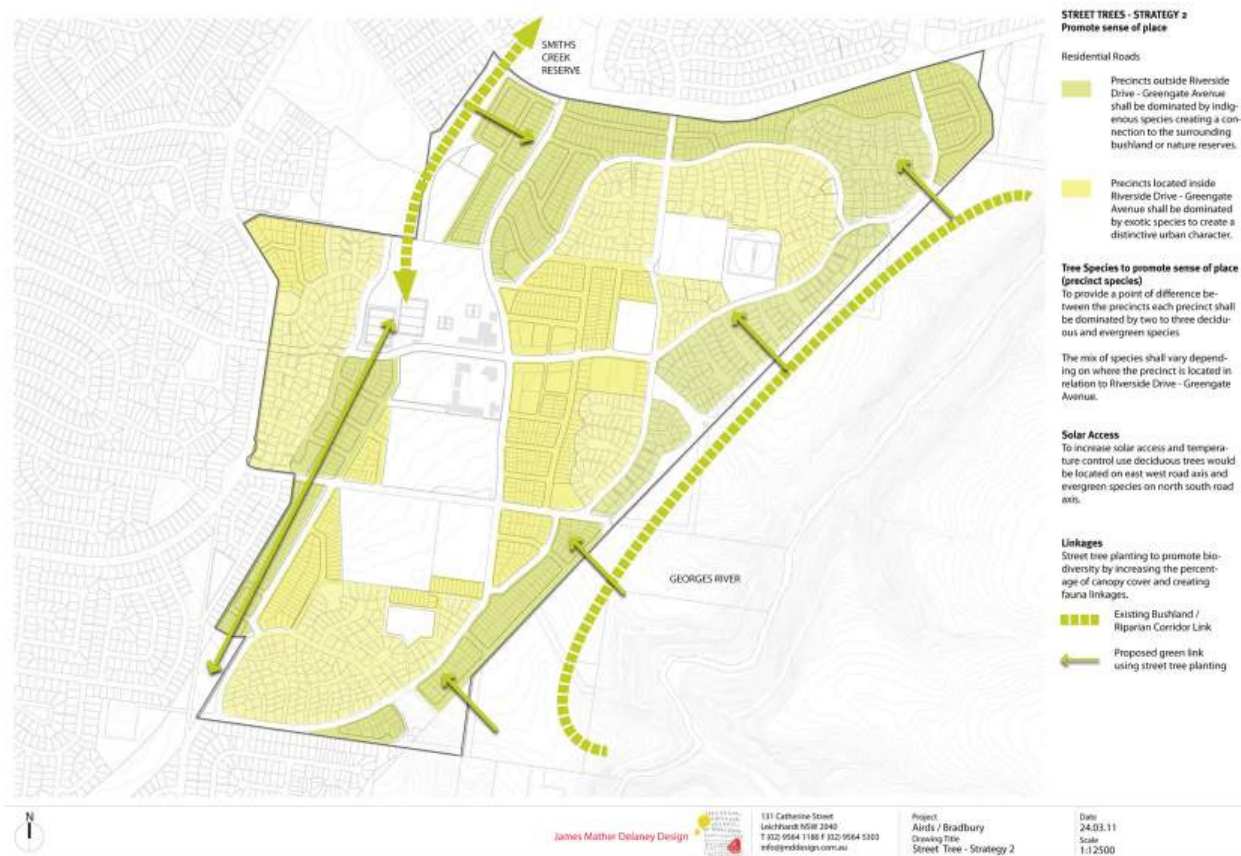 SMITHS
CREEK
RESERVE
GEORGES RIVER
STREET TREES - STRATEGY 2
Promote sense of place
Residential Roads
Precincts outside Riverside
Drive - Greengate Avenue
shall be dominated by indig-
enous species creating a con-
nection to the surrounding
bushland or nature reserves.
Precincts located inside
Riverside Drive - Greengate
Avenue shall be dominated
by exotic species to create a
distinctive urban character.
Tree Species to promote sense of place
(precinct species)
To provide a point of difference be-
tween the precincts each precinct shall
be dominated by two to three decidu-
ous and evergreen species
The mix of species shall vary depend-
ing on where the precinct is located in
relation to Riverside Drive - Greengate
Avenue.
Solar Access
To increase solar access and tempera-
ture control use deciduous trees would
be located on east west road axis and
evergreen species on north south road
axis.
Linkages
Street tree planting to promote bio-
diversity by increasing the percent-
age of canopy cover and creating
fauna linkages.
Existing Bushland /
Riparian Corridor Link
Proposed green link
using street tree planting
N
James Mather Delaney Design
131 Catherine Street
Leichhardt NSW 2040
T (02) 9564 1188 F (02) 9564 5303
info@jmddesign.com.au
Project
Airds / Bradbury
Drawing Title
Street Tree - Strategy 2
Date
24.03.11
Scale
1:12500